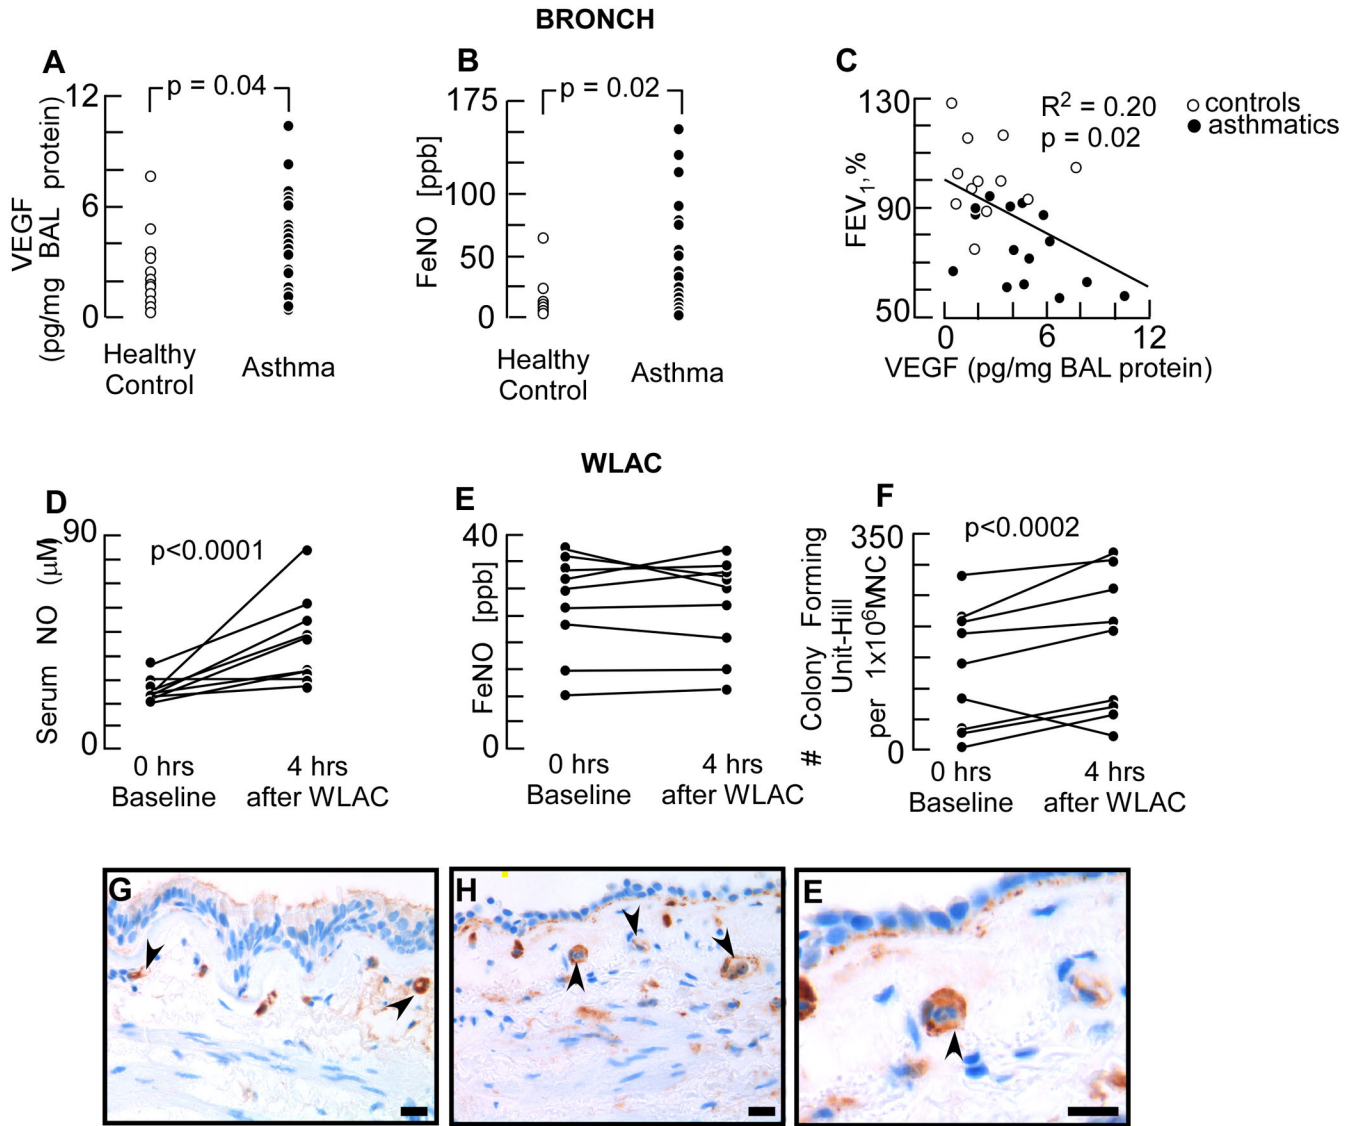 BRONCH
A
VEGF
(pg/mg BAL protein)
12
6
0
p = 0.04
Healthy
Control
Asthma
B
FeNO [ppb]
175
100
50
0
p = 0.02
Healthy
Control
Asthma
C
FEV1,%
130
90
50
R2 = 0.20
p = 0.02
controls
asthmatics
0
6
12
VEGF (pg/mg BAL protein)
WLAC
D
Serum NO (μM)
90
0
p<0.0001
0 hrs
Baseline
4 hrs
after WLAC
E
FeNO [ppb]
40
0
0 hrs
Baseline
4 hrs
after WLAC
F
# Colony Forming
Unit-Hill
per 1x10⁶MNC
350
0
p<0.0002
0 hrs
Baseline
4 hrs
after WLAC
G
H
E